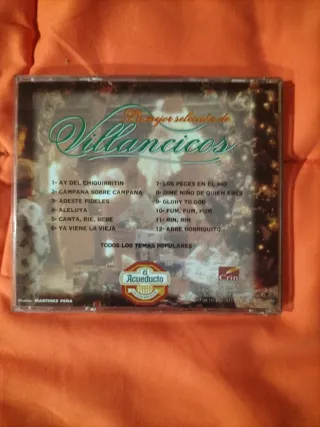 La mejor selección de
Villancicos
1- AY DEL CHIQUIRRITIN
2- CAMPANA SOBRE CAMPANA
3- ADESTE FIDELES
4- ALELUYA
5- CANTA, RIE, BEBE
6- YA VIENE LA VIEJA
7- LOS PECES EN EL RIO
8- DIME NIÑO DE QUIEN ERES
9- GLORY TO GOD
10- FUM, FUM, FUM
11- RIN, RIN
12- ARRE BORRIQUITO
TODOS LOS TEMAS POPULARES
El
Acueducto
MARTINEZ PEÑA